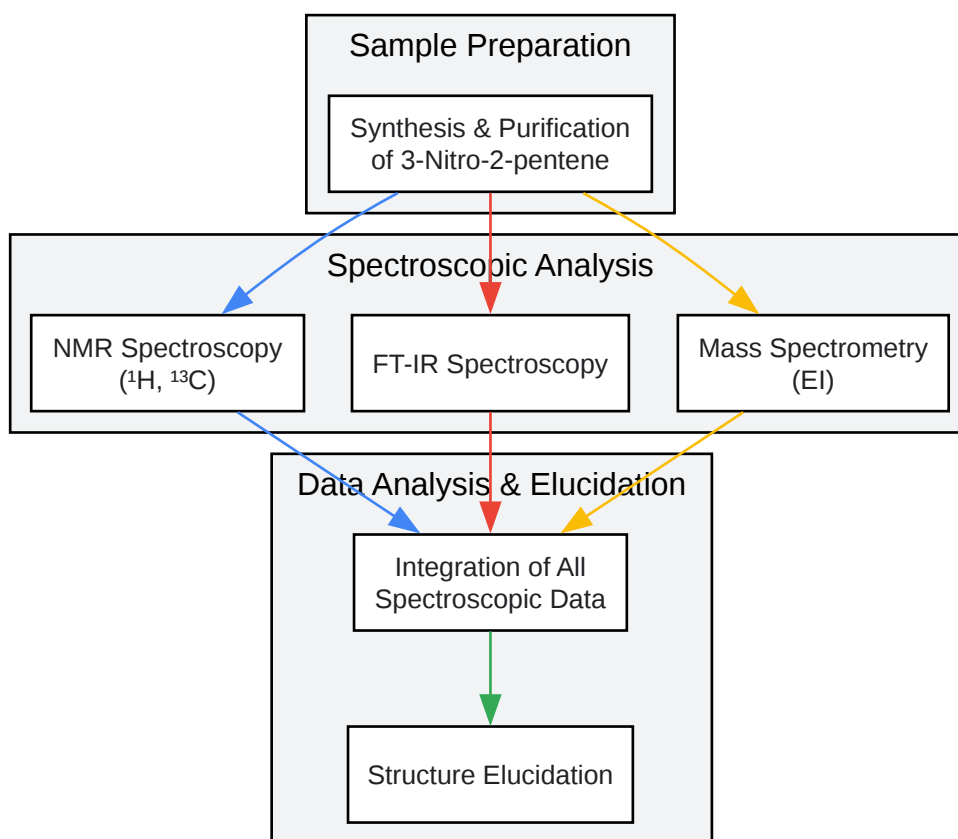 Sample Preparation
Synthesis & Purification
of 3-Nitro-2-pentene
Spectroscopic Analysis
NMR Spectroscopy
(¹H, ¹³C)
FT-IR Spectroscopy
Mass Spectrometry
(EI)
Data Analysis & Elucidation
Integration of All
Spectroscopic Data
Structure Elucidation